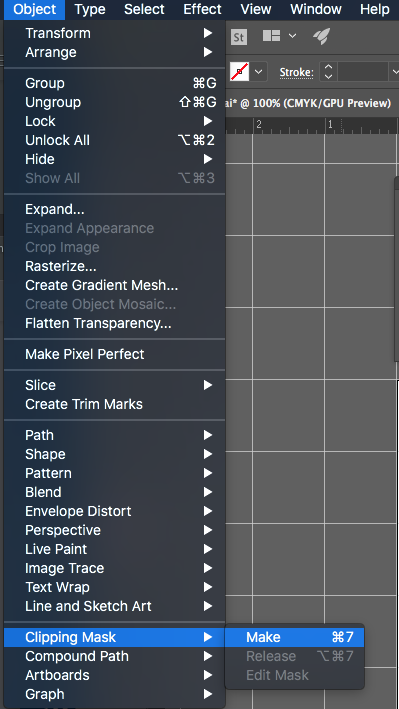 Object Type Select Effect View Window Help
Transform
Arrange
St
Group ⌘G
Ungroup ⇧⌘G
Stroke:
Lock
ai* @ 100% (CMYK/GPU Preview)
Unlock All ⌥⌘2
2 1
Hide
Show All ⌥⌘3
Expand...
Expand Appearance
Crop Image
Rasterize...
Create Gradient Mesh...
Create Object Mosaic...
Flatten Transparency...
Make Pixel Perfect
Slice
Create Trim Marks
Path
Shape
Pattern
Blend
Envelope Distort
Perspective
Live Paint
Image Trace
Text Wrap
Line and Sketch Art
Clipping Mask
Make ⌘7
Compound Path
Release ⌥⌘7
Artboards
Edit Mask
Graph